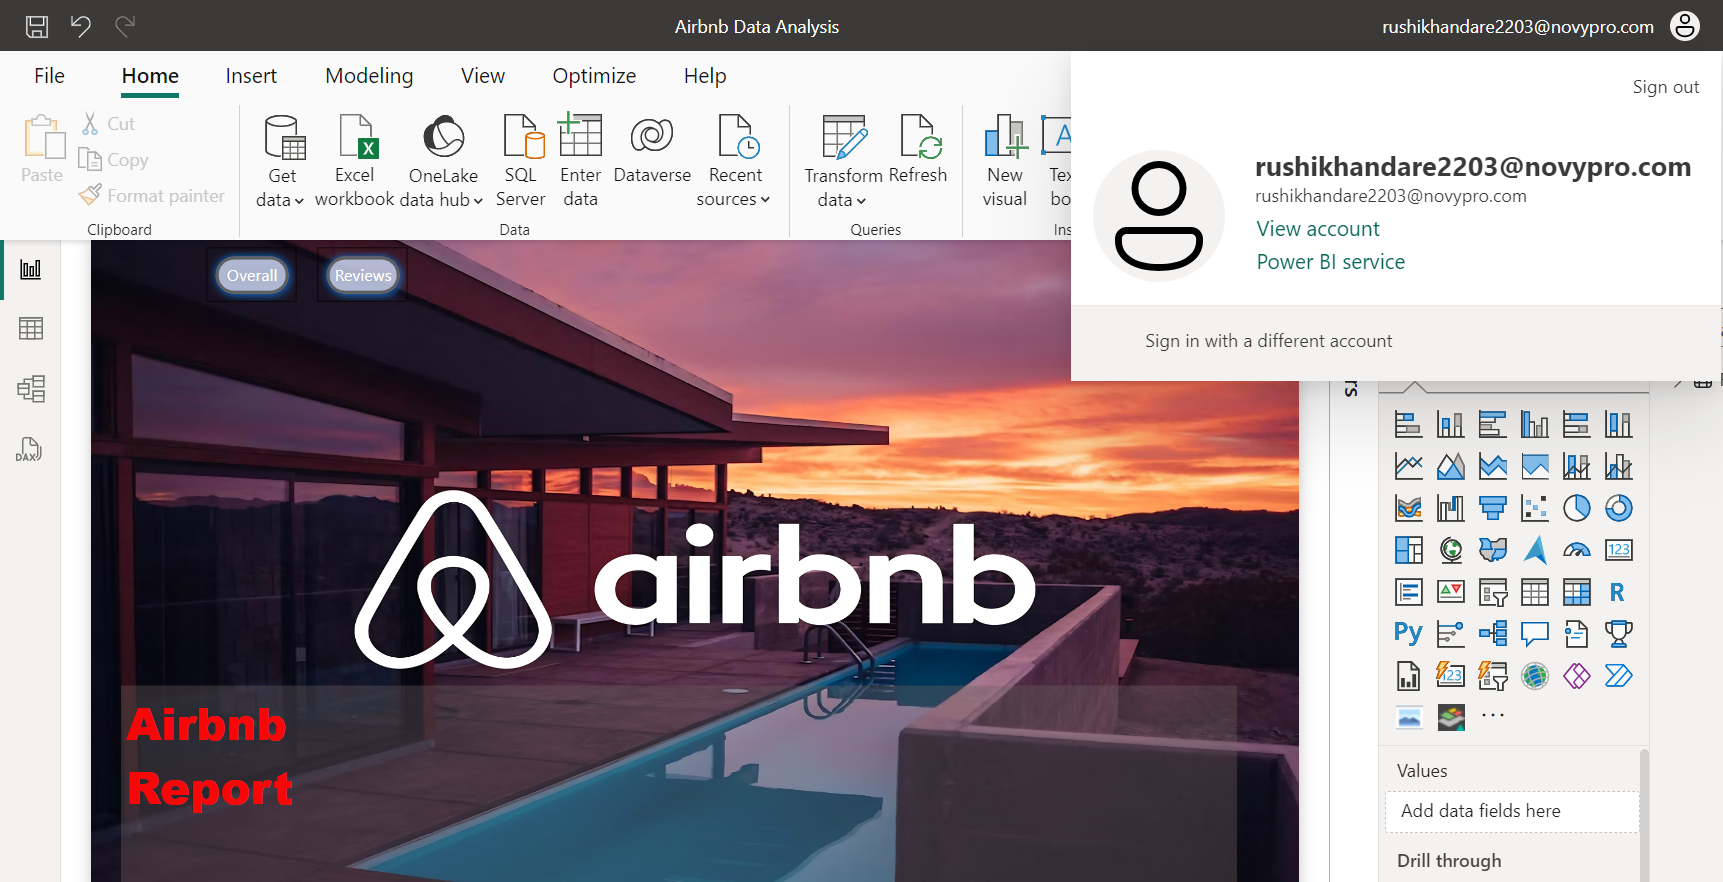 Airbnb Data Analysis
rushikhandare2203@novypro.com
File Home Insert Modeling View Optimize Help
Sign out
Paste
Cut
Copy
Format painter
Clipboard
Get data
Excel workbook
OneLake data hub
SQL Server
Enter data
Dataverse
Recent sources
Data
Transform data
Refresh
Queries
New visual
rushikhandare2203@novypro.com
rushikhandare2203@novypro.com
View account
Power BI service
Sign in with a different account
Overall
Reviews
DAX
airbnb
Airbnb
Report
123
R
Py
123
Values
Add data fields here
Drill through